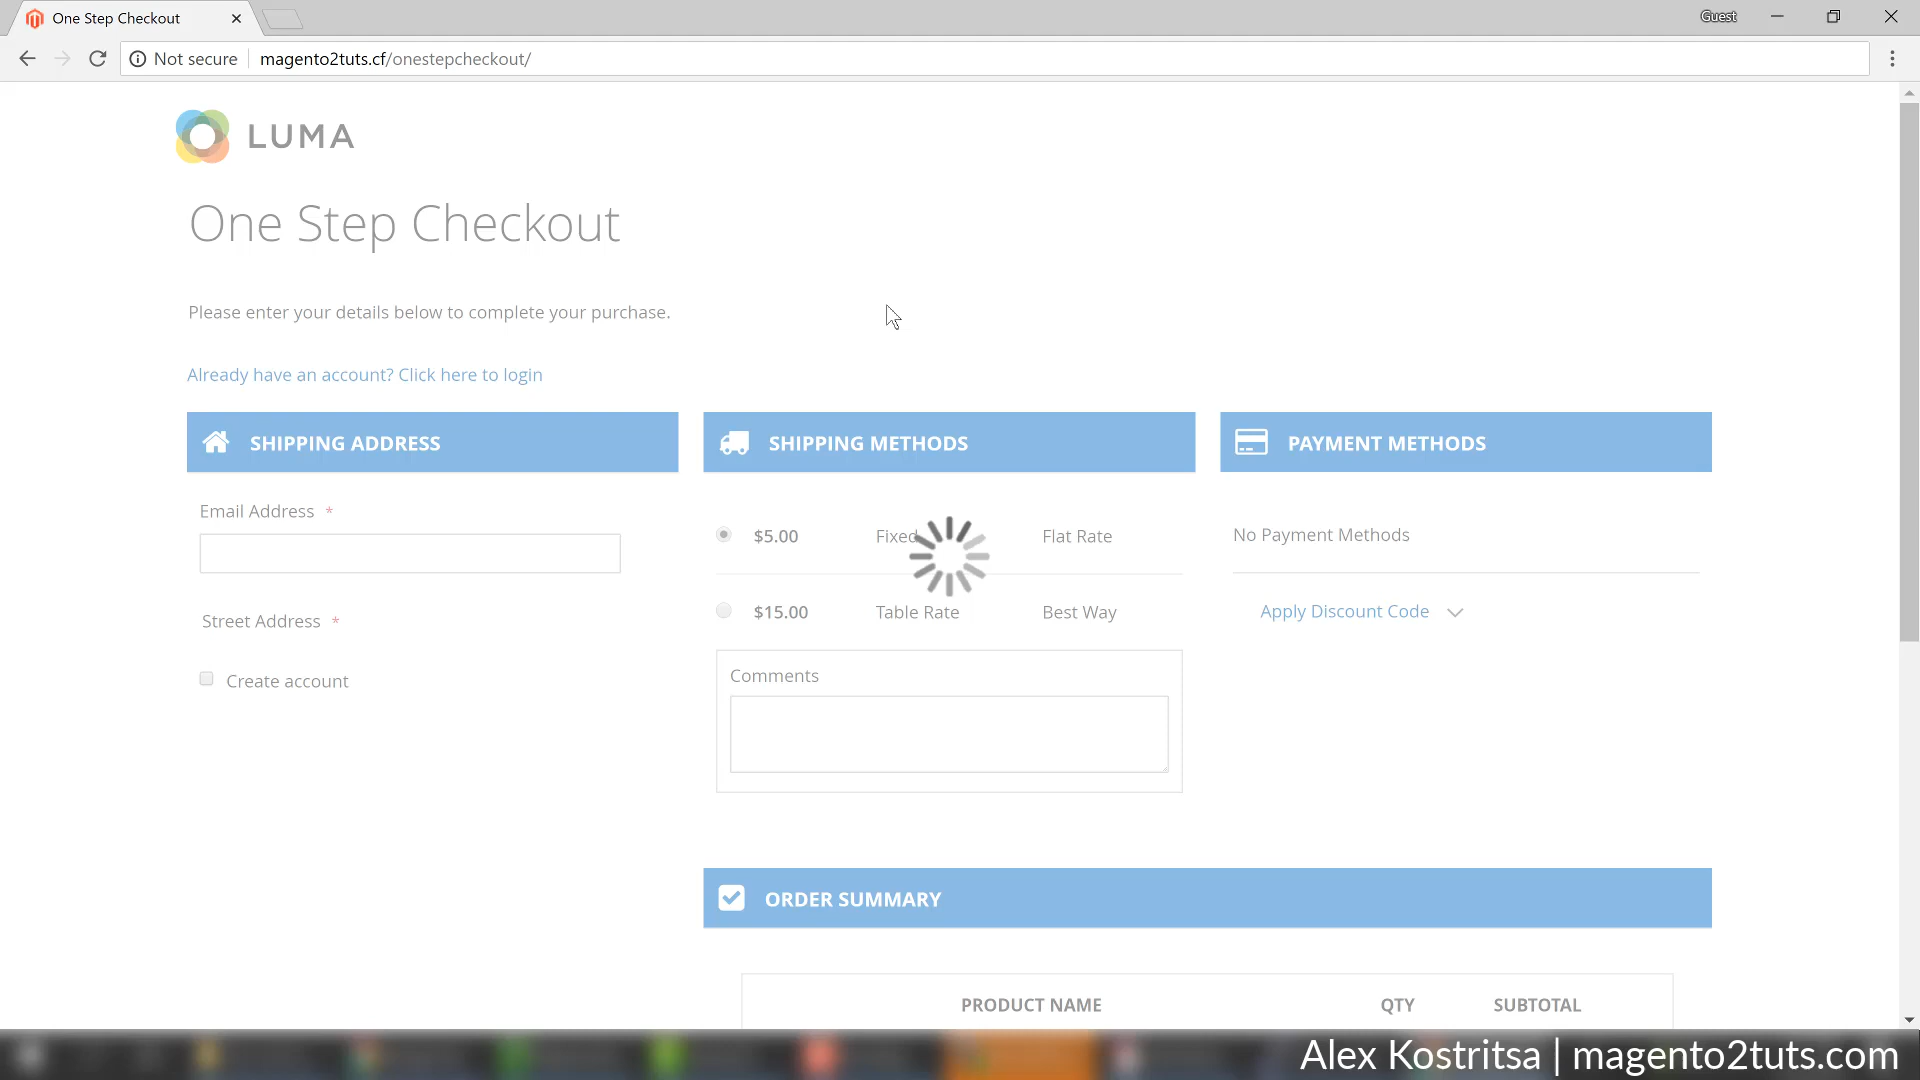 One Step Checkout
Guest
Not secure
magento2tuts.cf/onestepcheckout/
LUMA
One Step Checkout
Please enter your details below to complete your purchase.
Already have an account? Click here to login
SHIPPING ADDRESS
SHIPPING METHODS
PAYMENT METHODS
Email Address *
Street Address *
Create account
$5.00 Fixed Flat Rate
$15.00 Table Rate Best Way
Comments
No Payment Methods
Apply Discount Code
ORDER SUMMARY
PRODUCT NAME QTY SUBTOTAL
Alex Kostritsa | magento2tuts.com